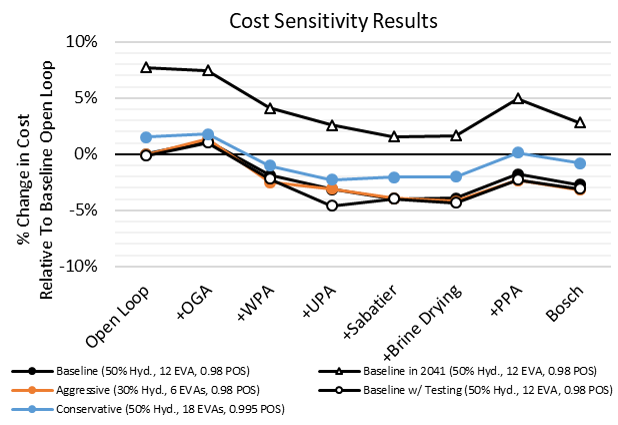 Cost Sensitivity Results
% Change in Cost
Relative To Baseline Open Loop
10%
5%
0%
-5%
-10%
Open Loop
+OGA
+WPA
+UPA
+Sabatier
+Brine Drying
+PPA
Bosch
Baseline (50% Hyd., 12 EVA, 0.98 POS)
Baseline in 2041 (50% Hyd., 12 EVA, 0.98 POS)
Aggressive (30% Hyd., 6 EVAs, 0.98 POS)
Baseline w/ Testing (50% Hyd., 12 EVA, 0.98 POS)
Conservative (50% Hyd., 18 EVAs, 0.995 POS)